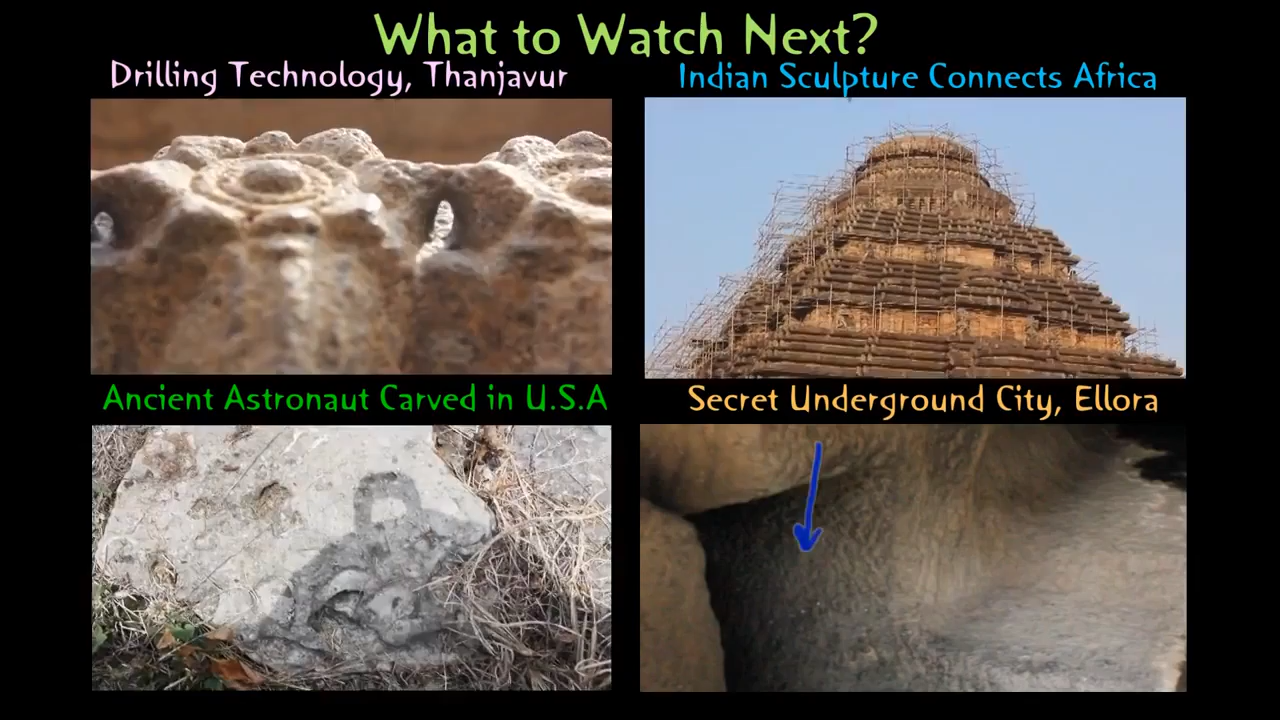 What to Watch Next?
Drilling Technology, Thanjavur
Indian Sculpture Connects Africa
Ancient Astronaut Carved in U.S.A
Secret Underground City, Ellora